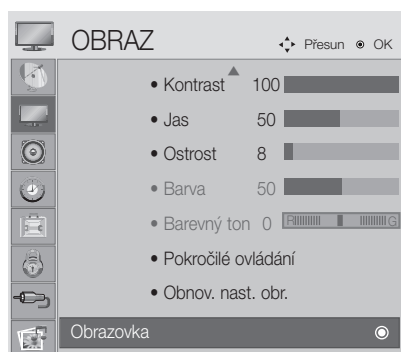 OBRAZ
Přesun OK
• Kontrast 100
• Jas 50
• Ostrost 8
• Barva 50
• Barevný ton 0 R G
• Pokročilé ovládání
• Obnov. nast. obr.
Obrazovka